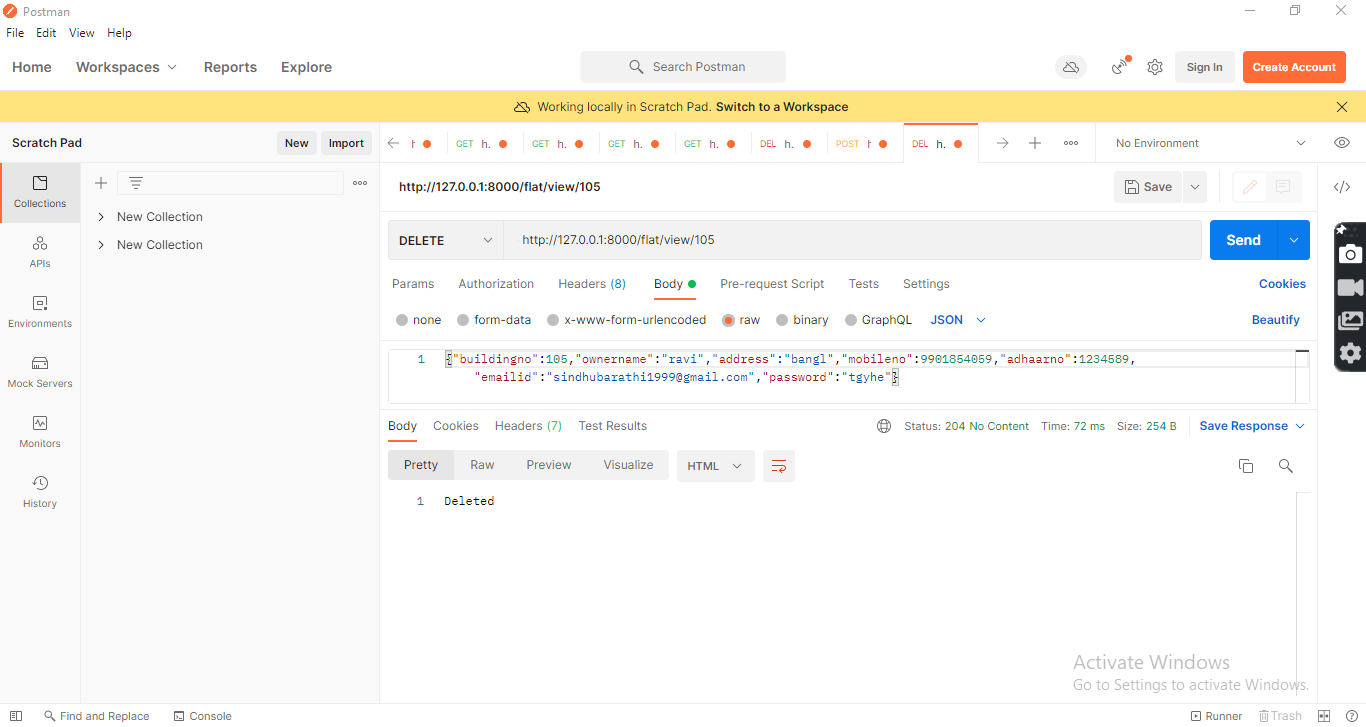 Postman
File Edit View Help
Home Workspaces Reports Explore Search Postman Sign In Create Account
Working locally in Scratch Pad. Switch to a Workspace
Scratch Pad New Import GET h. GET h. GET h. GET h. DEL h. POST h DEL h. No Environment
Collections
APIs
Environments
Mock Servers
Monitors
History
New Collection
New Collection
http://127.0.0.1:8000/flat/view/105 Save
DELETE http://127.0.0.1:8000/flat/view/105 Send
Params Authorization Headers (8) Body Pre-request Script Tests Settings Cookies
none form-data x-www-form-urlencoded raw binary GraphQL JSON Beautify
1 {"buildingno":105,"ownername":"ravi","address":"bangl","mobileno":9901854059,"adhaarno":1234589,
"emailid":"sindhubarathi1999@gmail.com","password":"tgyhe"}
Body Cookies Headers (7) Test Results Status: 204 No Content Time: 72 ms Size: 254 B Save Response
Pretty Raw Preview Visualize HTML
1 Deleted
Activate Windows
Go to Settings to activate Windows.
Find and Replace Console Runner Trash